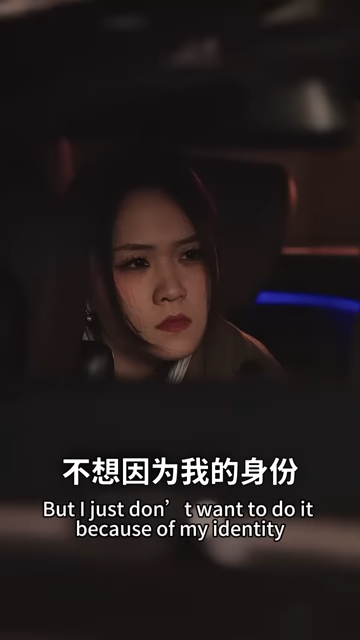 不想因为我的身份
But I just don’t want to do it
because of my identity